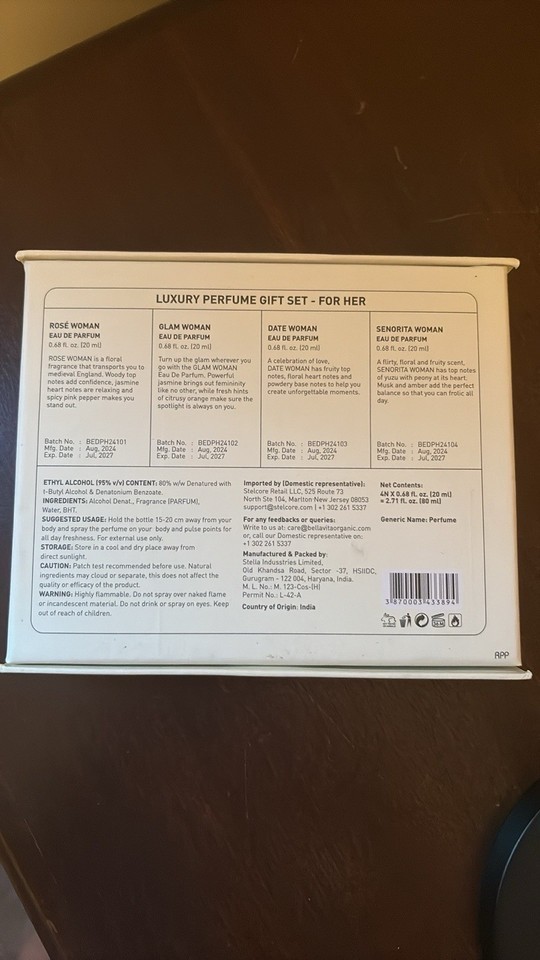 LUXURY PERFUME GIFT SET - FOR HER
ROSÉ WOMAN
EAU DE PARFUM
0.68 fl. oz. (20 ml)
ROSE WOMAN is a floral
fragrance that transports you to
medieval England. Woody top
notes add confidence, jasmine
heart notes are relaxing and
spicy pink pepper makes you
stand out.
Batch No. : BEDPH24101
Mfg. Date : Aug, 2024
Exp. Date : Jul, 2027
GLAM WOMAN
EAU DE PARFUM
0.68 fl. oz. (20 ml)
Turn up the glam wherever you
go with the GLAM WOMAN
Eau De Parfum. Powerful
jasmine brings out femininity
like no other, while fresh hints
of citrusy orange make sure the
spotlight is always on you.
Batch No. : BEDPH24102
Mfg. Date : Aug, 2024
Exp. Date : Jul, 2027
DATE WOMAN
EAU DE PARFUM
0.68 fl. oz. (20 ml)
A celebration of love,
DATE WOMAN has fruity top
notes, floral heart notes and
powdery base notes to help you
create unforgettable moments.
Batch No. : BEDPH24103
Mfg. Date : Aug, 2024
Exp. Date : Jul, 2027
SENORITA WOMAN
EAU DE PARFUM
0.68 fl. oz. (20 ml)
A flirty, floral and fruity scent,
SENORITA WOMAN has top notes
of yuzu with peony at its heart.
Musk and amber add the perfect
balance so that you can frolic all
day.
Batch No. : BEDPH24104
Mfg. Date : Aug, 2024
Exp. Date : Jul, 2027
ETHYL ALCOHOL (95% v/v) CONTENT: 80% w/w Denatured with
t-Butyl Alcohol & Denatonium Benzoate.
INGREDIENTS: Alcohol Denat., Fragrance (PARFUM),
Water, BHT.
SUGGESTED USAGE: Hold the bottle 15-20 cm away from your
body and spray the perfume on your body and pulse points for
all day freshness. For external use only.
STORAGE: Store in a cool and dry place away from
direct sunlight.
CAUTION: Patch test recommended before use. Natural
ingredients may cloud or separate, this does not affect the
quality or efficacy of the product.
WARNING: Highly flammable. Do not spray over naked flame
or incandescent material. Do not drink or spray on eyes. Keep
out of reach of children.
Imported by (Domestic representative):
Stelcore Retail LLC, 525 Route 73
North Ste 104, Marlton New Jersey 08053
support@stelcore.com | +1 302 261 5337
For any feedbacks or queries:
Write to us at: care@bellavitaorganic.com
or, call our Domestic representative on:
+1 302 261 5337
Manufactured & Packed by:
Stella Indusstries Limited,
Old Khandsa Road, Sector -37, HSIIDC,
Gurugram - 122 004, Haryana, India.
M. L. No.: M. 123-Cos-(H)
Permit No.: L-42-A
Country of Origin: India
Net Contents:
4N X 0.68 fl. oz. (20 ml)
= 2.71 fl. oz. (80 ml)
Generic Name: Perfume
3 870003 433894
RPP